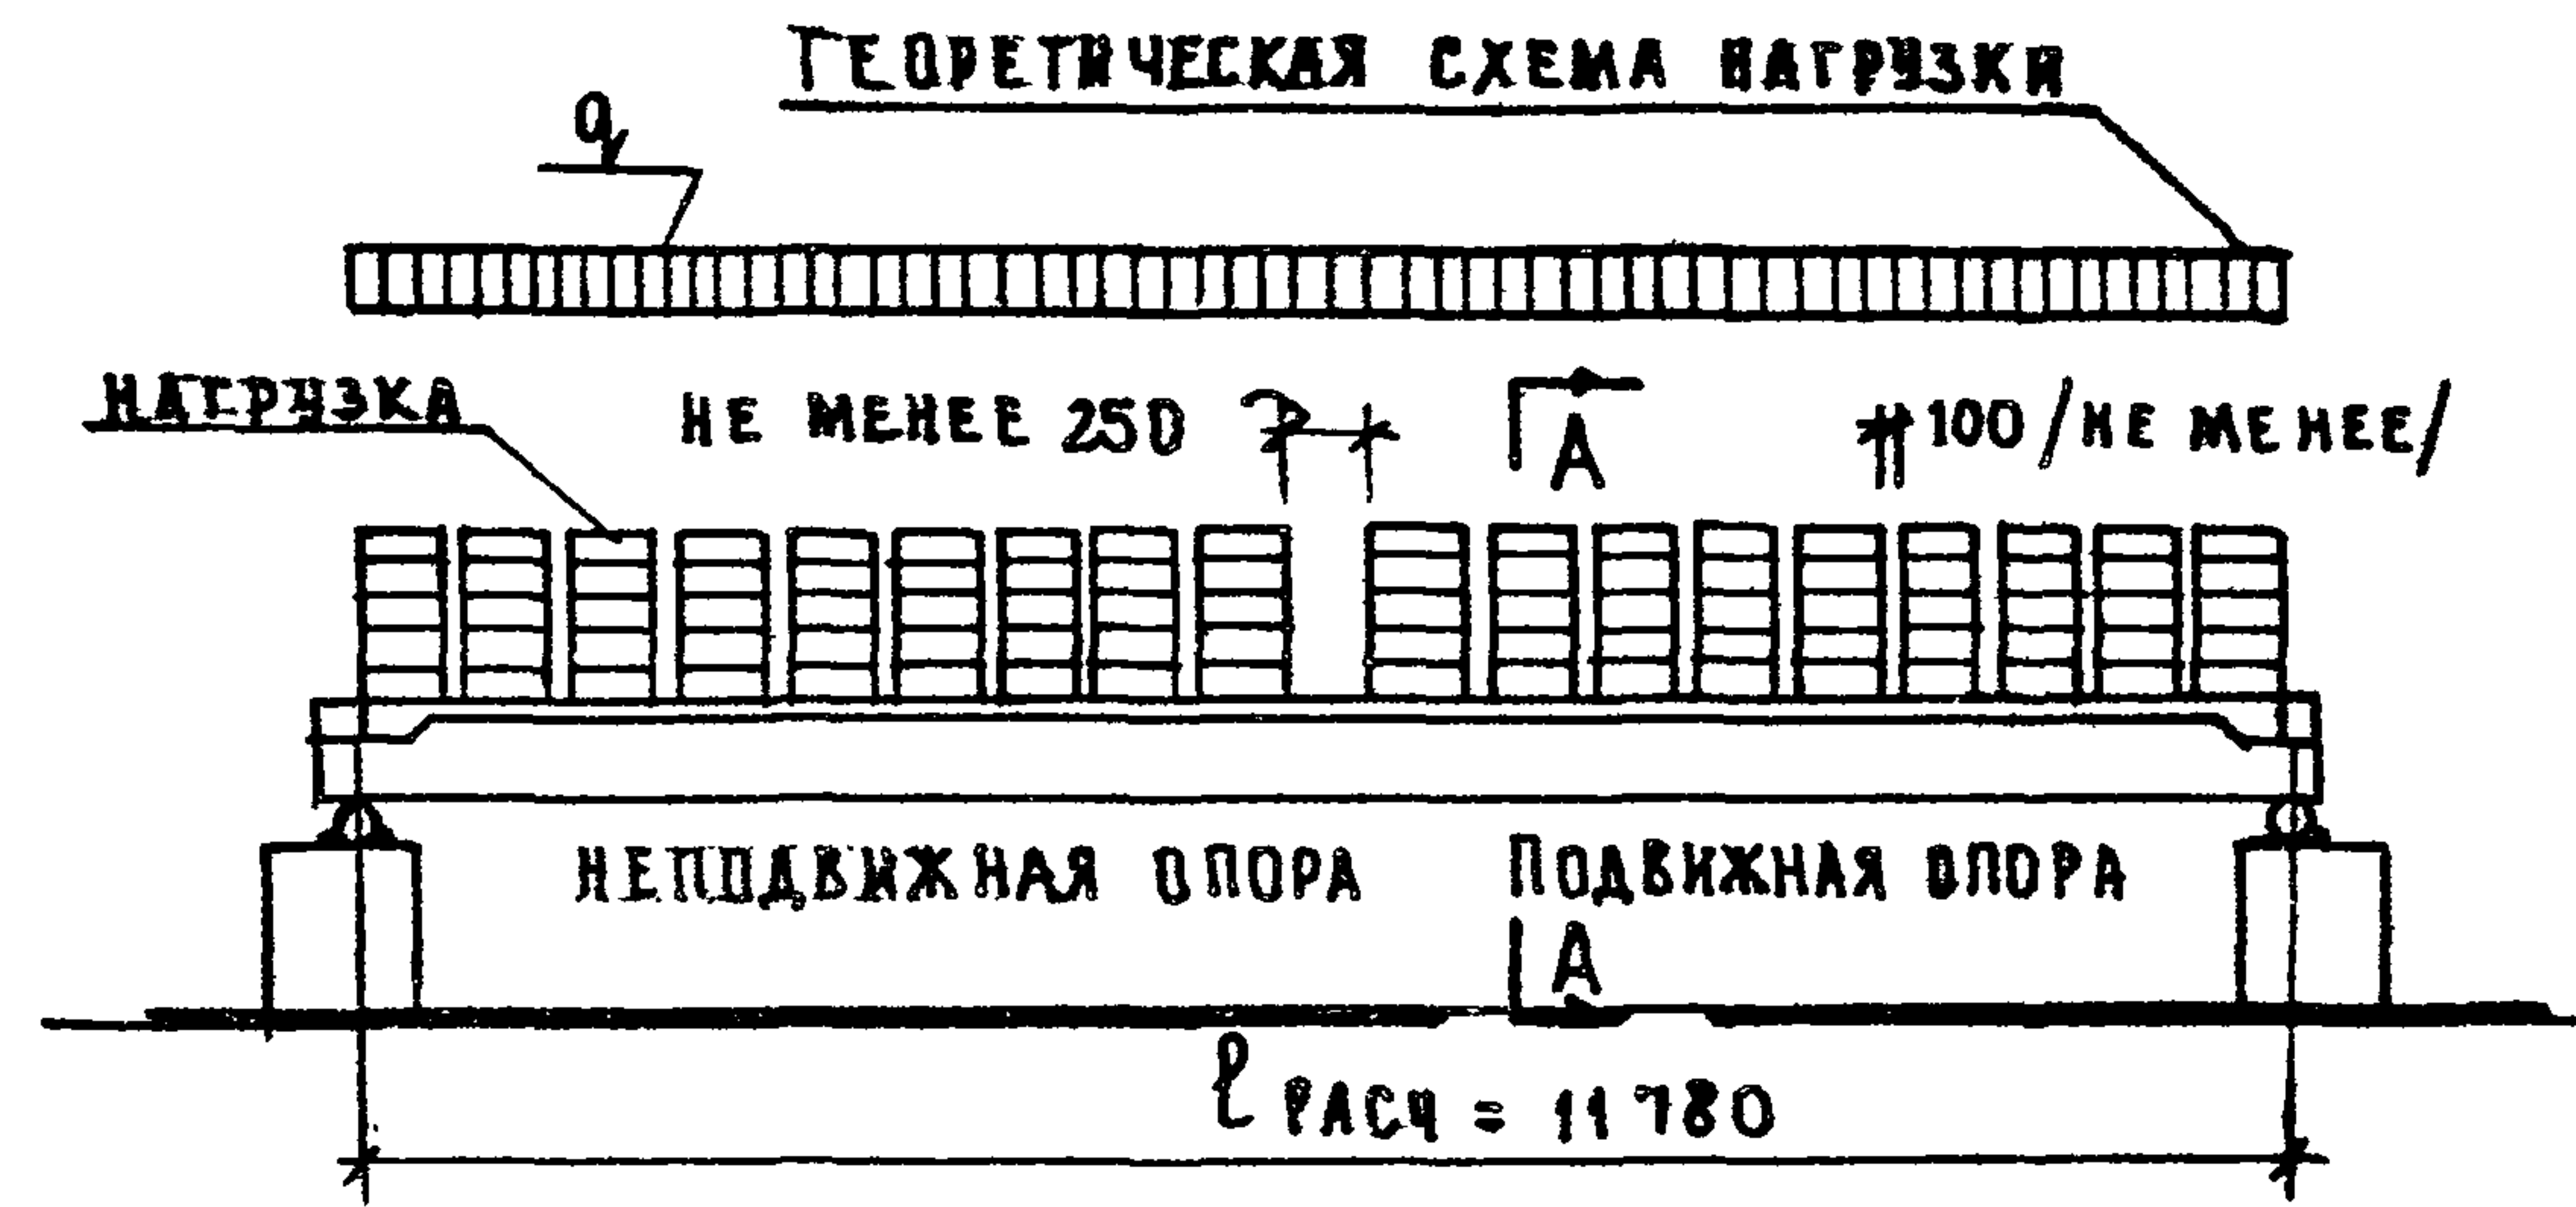 ТЕОРЕТИЧЕСКАЯ СХЕМА НАГРУЗКИ
q
НАГРУЗКА
НЕ МЕНЕЕ 250
А
100 /НЕ МЕНЕЕ/
НЕПОДВИЖНАЯ ОПОРА
ПОДВИЖНАЯ ОПОРА
А
ℓ РАСЧ = 11780